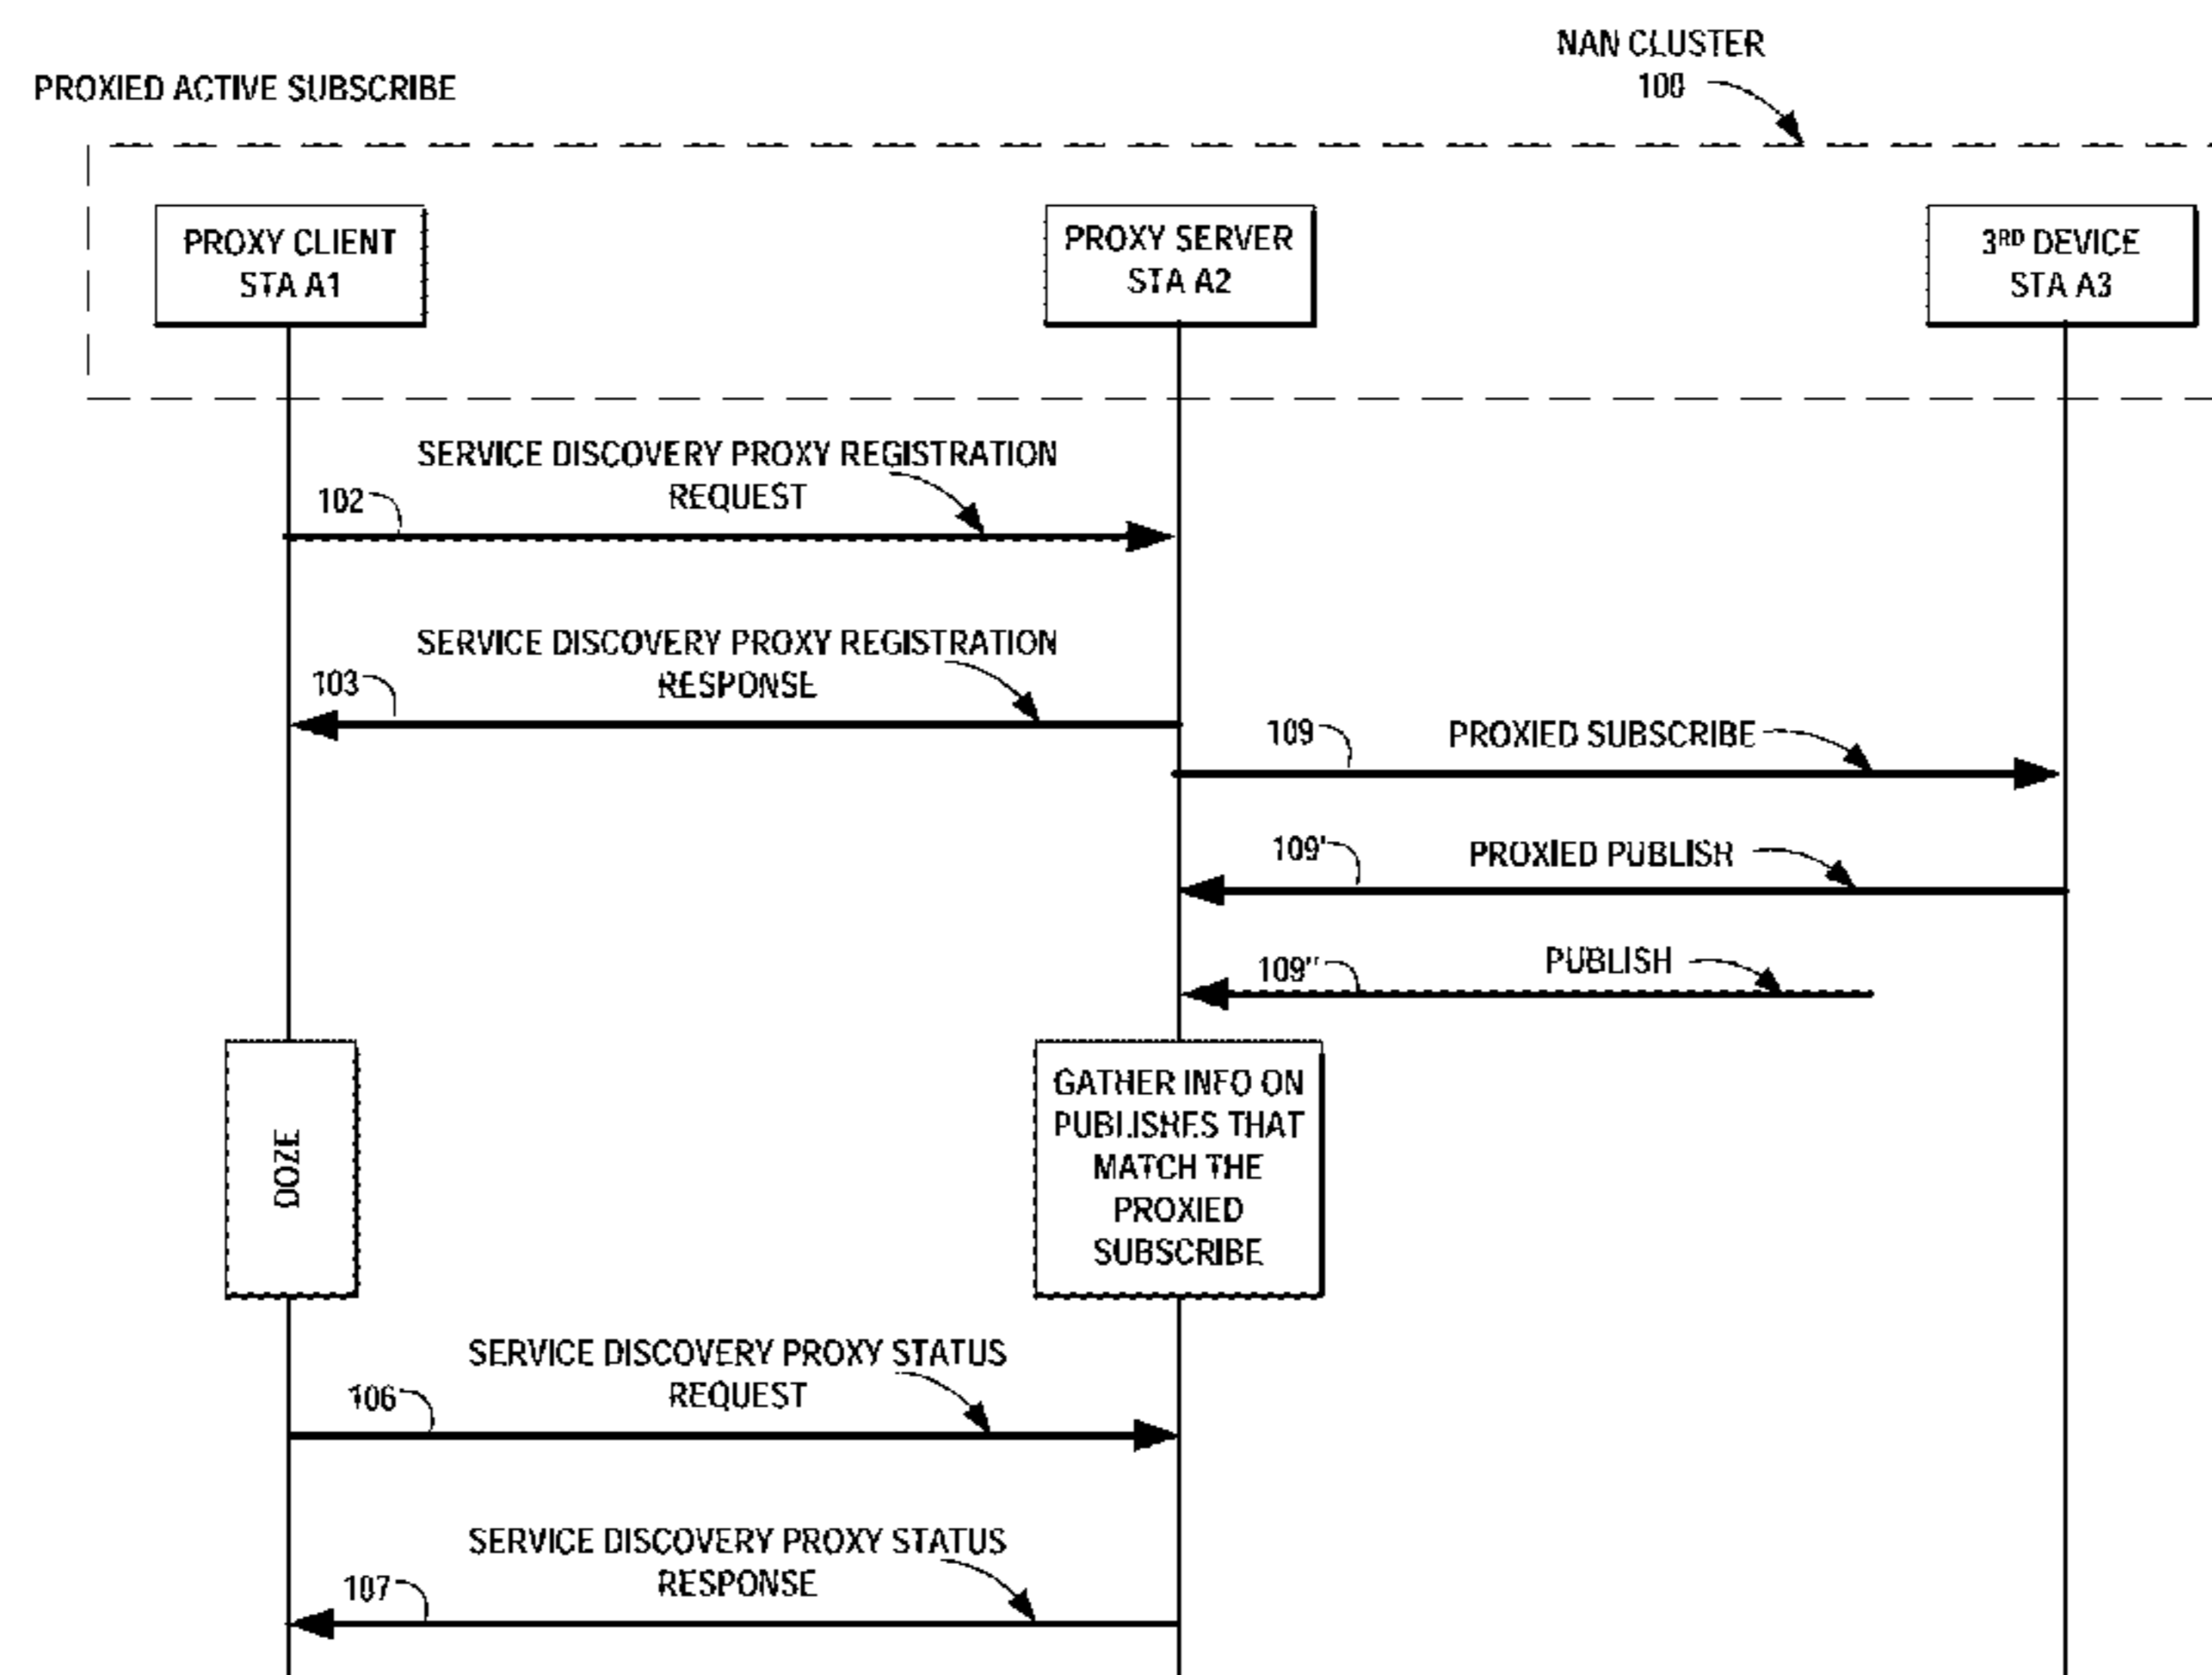 PROXIED ACTIVE SUBSCRIBE
NAN CLUSTER
100
PROXY CLIENT
STA A1
PROXY SERVER
STA A2
3RD DEVICE
STA A3
SERVICE DISCOVERY PROXY REGISTRATION
REQUEST
102
SERVICE DISCOVERY PROXY REGISTRATION
RESPONSE
103
109
PROXIED SUBSCRIBE
109'
PROXIED PUBLISH
109"
PUBLISH
DOZE
GATHER INFO ON
PUBLISHES THAT
MATCH THE
PROXIED
SUBSCRIBE
SERVICE DISCOVERY PROXY STATUS
REQUEST
106
SERVICE DISCOVERY PROXY STATUS
RESPONSE
107